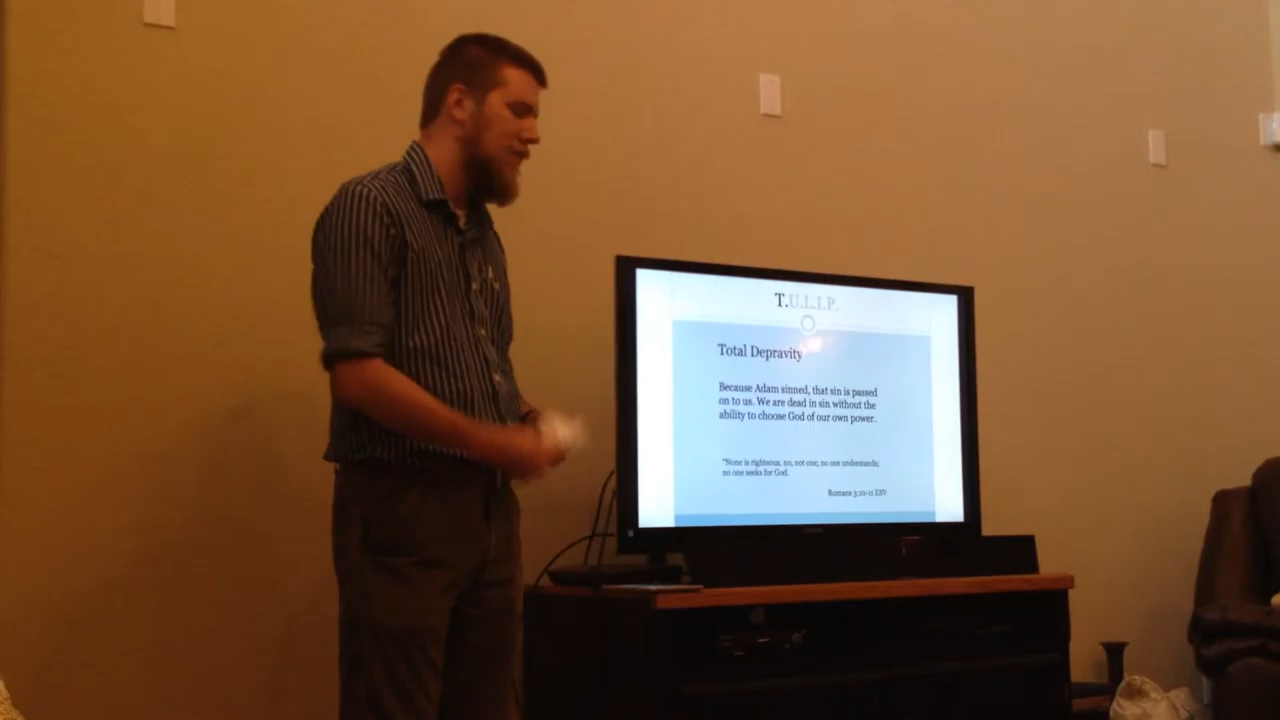 T.U.L.I.P.
Total Depravity
Because Adam sinned, that sin is passed
on to us. We are dead in sin without the
ability to choose God of our own power.
"None is righteous, no, not one; no one understands;
no one seeks for God.
Romans 3:10-11 ESV